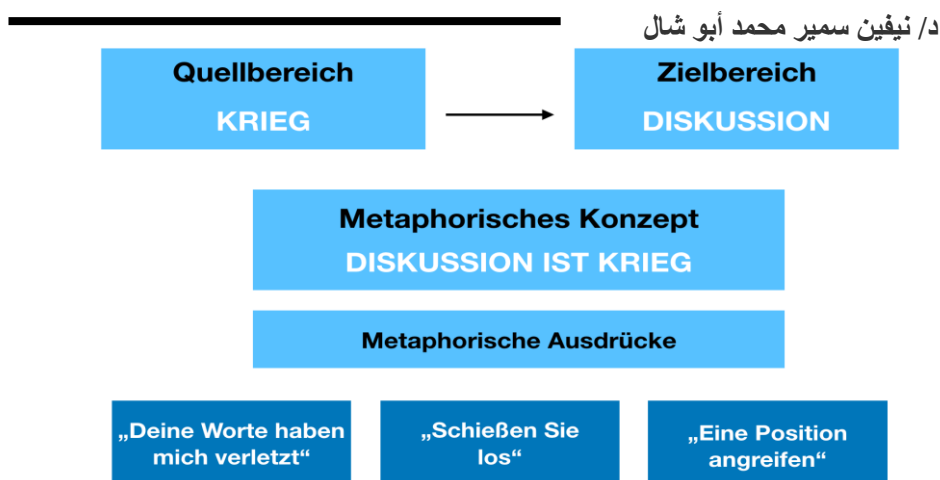 د/ نيفين سمير محمد أبو شال
Quellbereich
KRIEG
Zielbereich
DISKUSSION
Metaphorisches Konzept
DISKUSSION IST KRIEG
Metaphorische Ausdrücke
„Deine Worte haben
mich verletzt“
„Schießen Sie
los“
„Eine Position
angreifen“